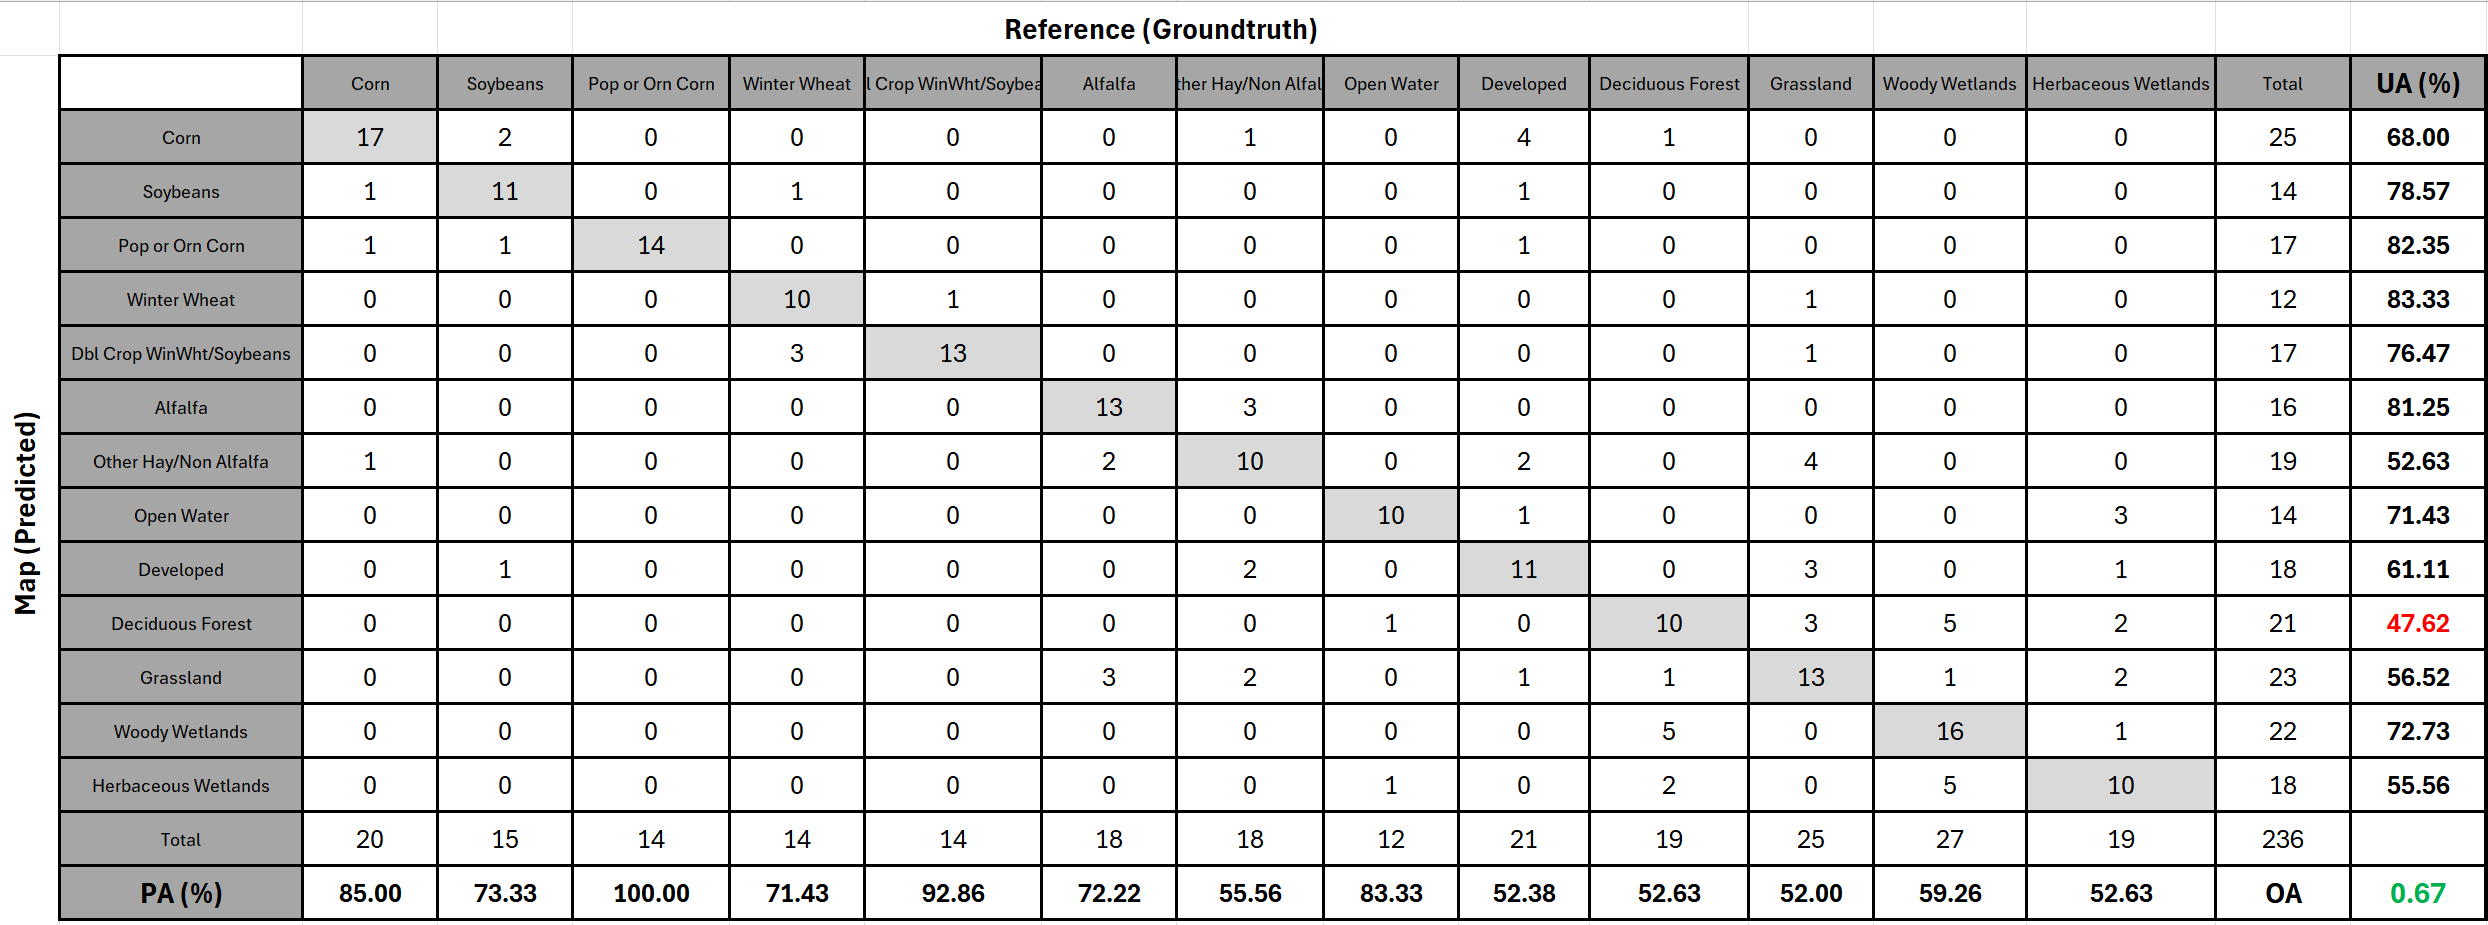 Reference (Groundtruth)
Corn Soybeans Pop or Orn Corn Winter Wheat l Crop WinWht/Soybea Alfalfa ther Hay/Non Alfal Open Water Developed Deciduous Forest Grassland Woody Wetlands Herbaceous Wetlands Total UA (%)
Map (Predicted)
Corn 17 2 0 0 0 0 1 0 4 1 0 0 0 25 68.00
Soybeans 1 11 0 1 0 0 0 0 1 0 0 0 0 14 78.57
Pop or Orn Corn 1 1 14 0 0 0 0 0 1 0 0 0 0 17 82.35
Winter Wheat 0 0 0 10 1 0 0 0 0 0 1 0 0 12 83.33
Dbl Crop WinWht/Soybeans 0 0 0 3 13 0 0 0 0 0 1 0 0 17 76.47
Alfalfa 0 0 0 0 0 13 3 0 0 0 0 0 0 16 81.25
Other Hay/Non Alfalfa 1 0 0 0 0 2 10 0 2 0 4 0 0 19 52.63
Open Water 0 0 0 0 0 0 0 10 1 0 0 0 3 14 71.43
Developed 0 1 0 0 0 0 2 0 11 0 3 0 1 18 61.11
Deciduous Forest 0 0 0 0 0 0 0 1 0 10 3 5 2 21 47.62
Grassland 0 0 0 0 0 3 2 0 1 1 13 1 2 23 56.52
Woody Wetlands 0 0 0 0 0 0 0 0 0 5 0 16 1 22 72.73
Herbaceous Wetlands 0 0 0 0 0 0 0 1 0 2 0 5 10 18 55.56
Total 20 15 14 14 14 18 18 12 21 19 25 27 19 236
PA (%) 85.00 73.33 100.00 71.43 92.86 72.22 55.56 83.33 52.38 52.63 52.00 59.26 52.63 OA 0.67